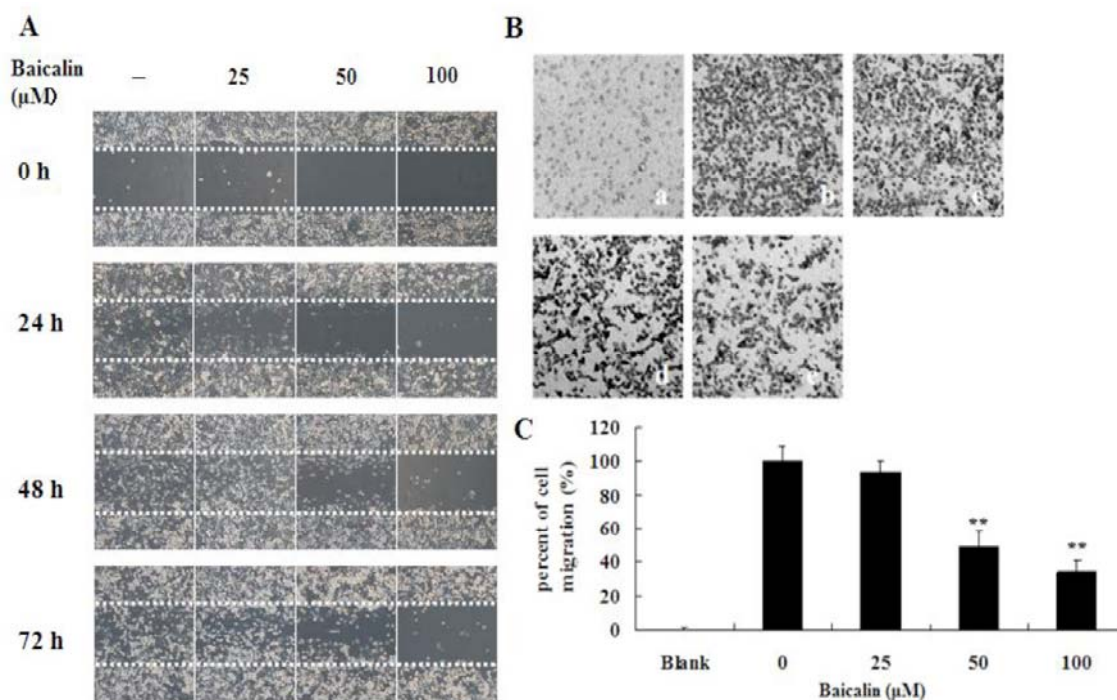 A
Baicalin
(μM)
– 25 50 100
0 h
24 h
48 h
72 h
B
a b c
d e
C
percent of cell
migration (%)
120
100
80
60
40
20
0
** **
Blank 0 25 50 100
Baicalin (μM)